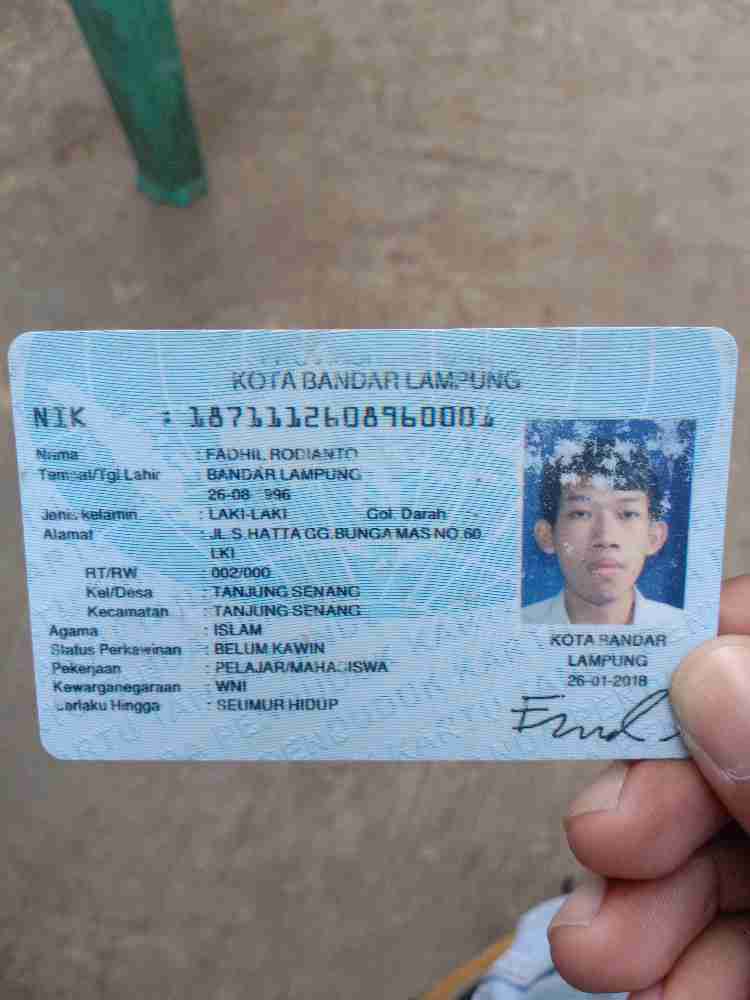 KOTA BANDAR LAMPUNG
NIK : 1871112608960001
Nama : FADHIL RODIANTO
Tempat/Tgl Lahir : BANDAR LAMPUNG
26-08 996
Jenis kelamin : LAKI-LAKI Gol. Darah
Alamat : JL.S.HATTA GG.BUNGA MAS NO.60
LKI
RT/RW : 002/000
Kel/Desa : TANJUNG SENANG
Kecamatan : TANJUNG SENANG
Agama : ISLAM
Status Perkawinan : BELUM KAWIN
Pekerjaan : PELAJAR/MAHASISWA
Kewarganegaraan : WNI
Berlaku Hingga : SEUMUR HIDUP
KOTA BANDAR
LAMPUNG
26-01-2018